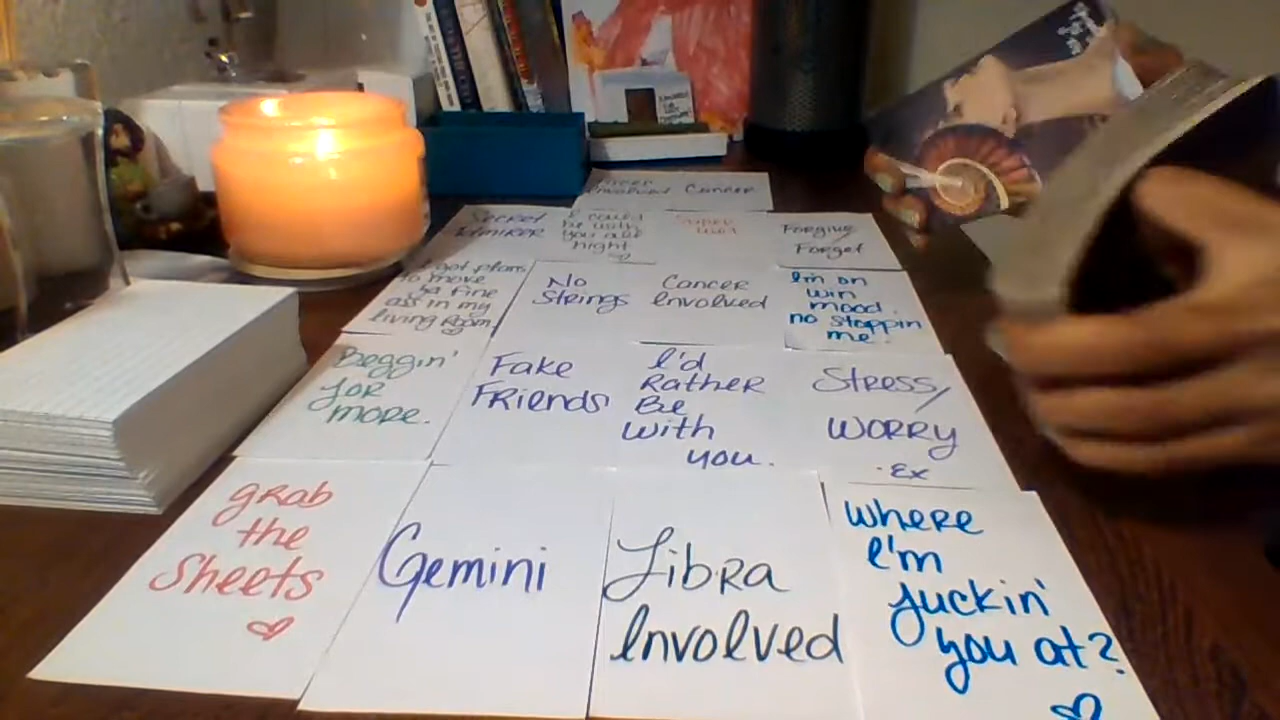 Involved Cancer
Secret
Admirer
I could
be with
you all
night
Forgive/
Forget
got plans
to move
ya fine
ass in my
living room.
No
Strings
Cancer
Involved
I'm on
win
mood.
no stoppin
me.
Beggin'
for
more.
Fake
Friends
I'd
Rather
Be
with
you.
Stress/
Worry
·Ex
grab
the
Sheets
Gemini
Libra
Involved
Where
I'm
fuckin'
you at?